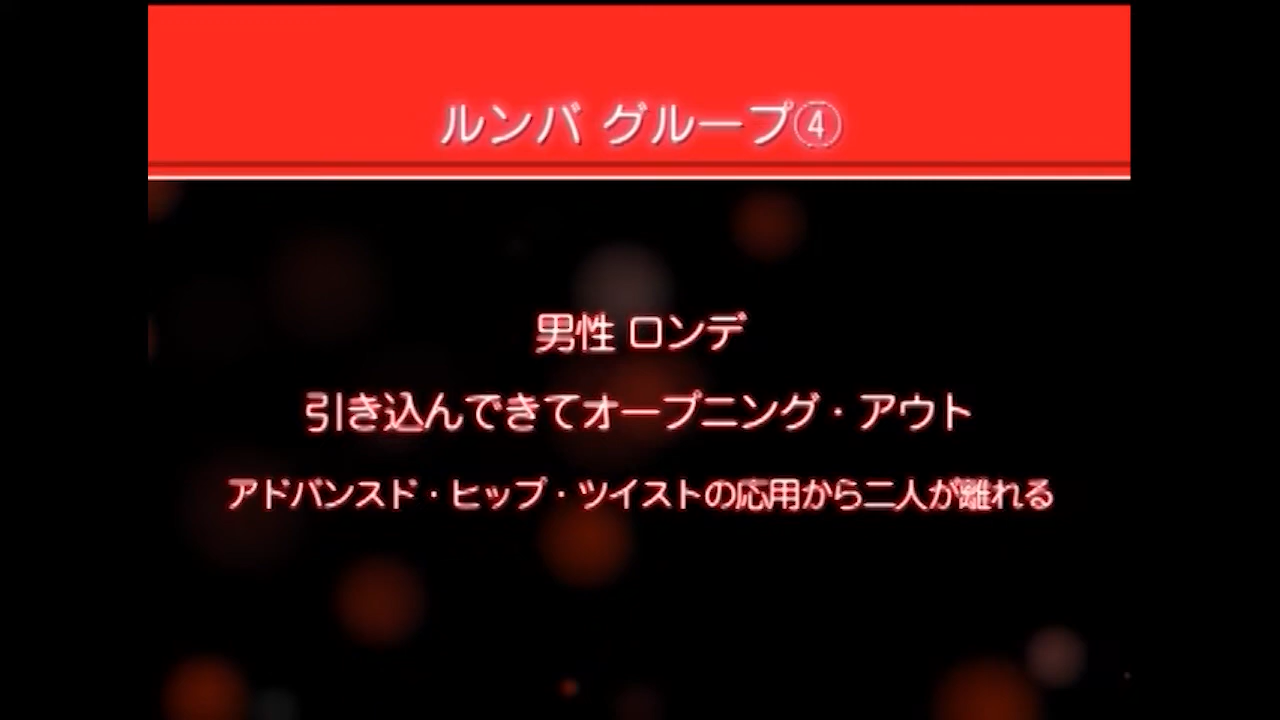 ルンバ グループ④
男性 ロンデ
引き込んできてオープニング・アウト
アドバンスド・ヒップ・ツイストの応用から二人が離れる